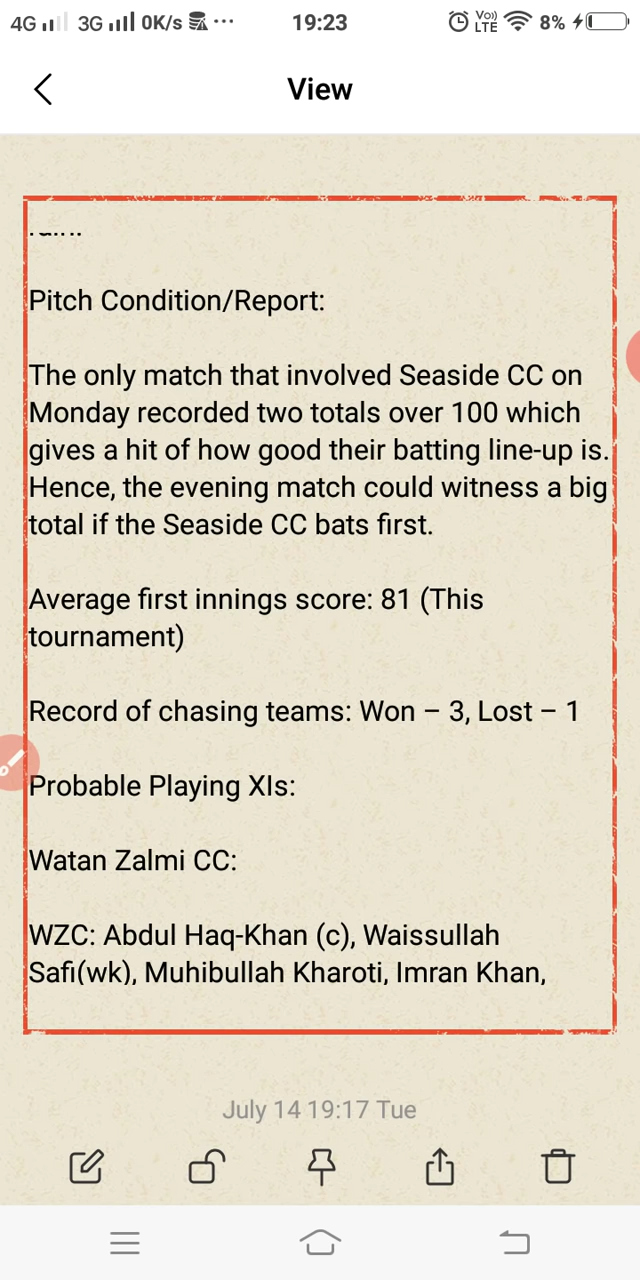 4G 3G 0K/s ... 19:23 Vo)) LTE 8%
View
Pitch Condition/Report:
The only match that involved Seaside CC on
Monday recorded two totals over 100 which
gives a hit of how good their batting line-up is.
Hence, the evening match could witness a big
total if the Seaside CC bats first.
Average first innings score: 81 (This
tournament)
Record of chasing teams: Won – 3, Lost – 1
Probable Playing XIs:
Watan Zalmi CC:
WZC: Abdul Haq-Khan (c), Waissullah
Safi(wk), Muhibullah Kharoti, Imran Khan,
July 14 19:17 Tue